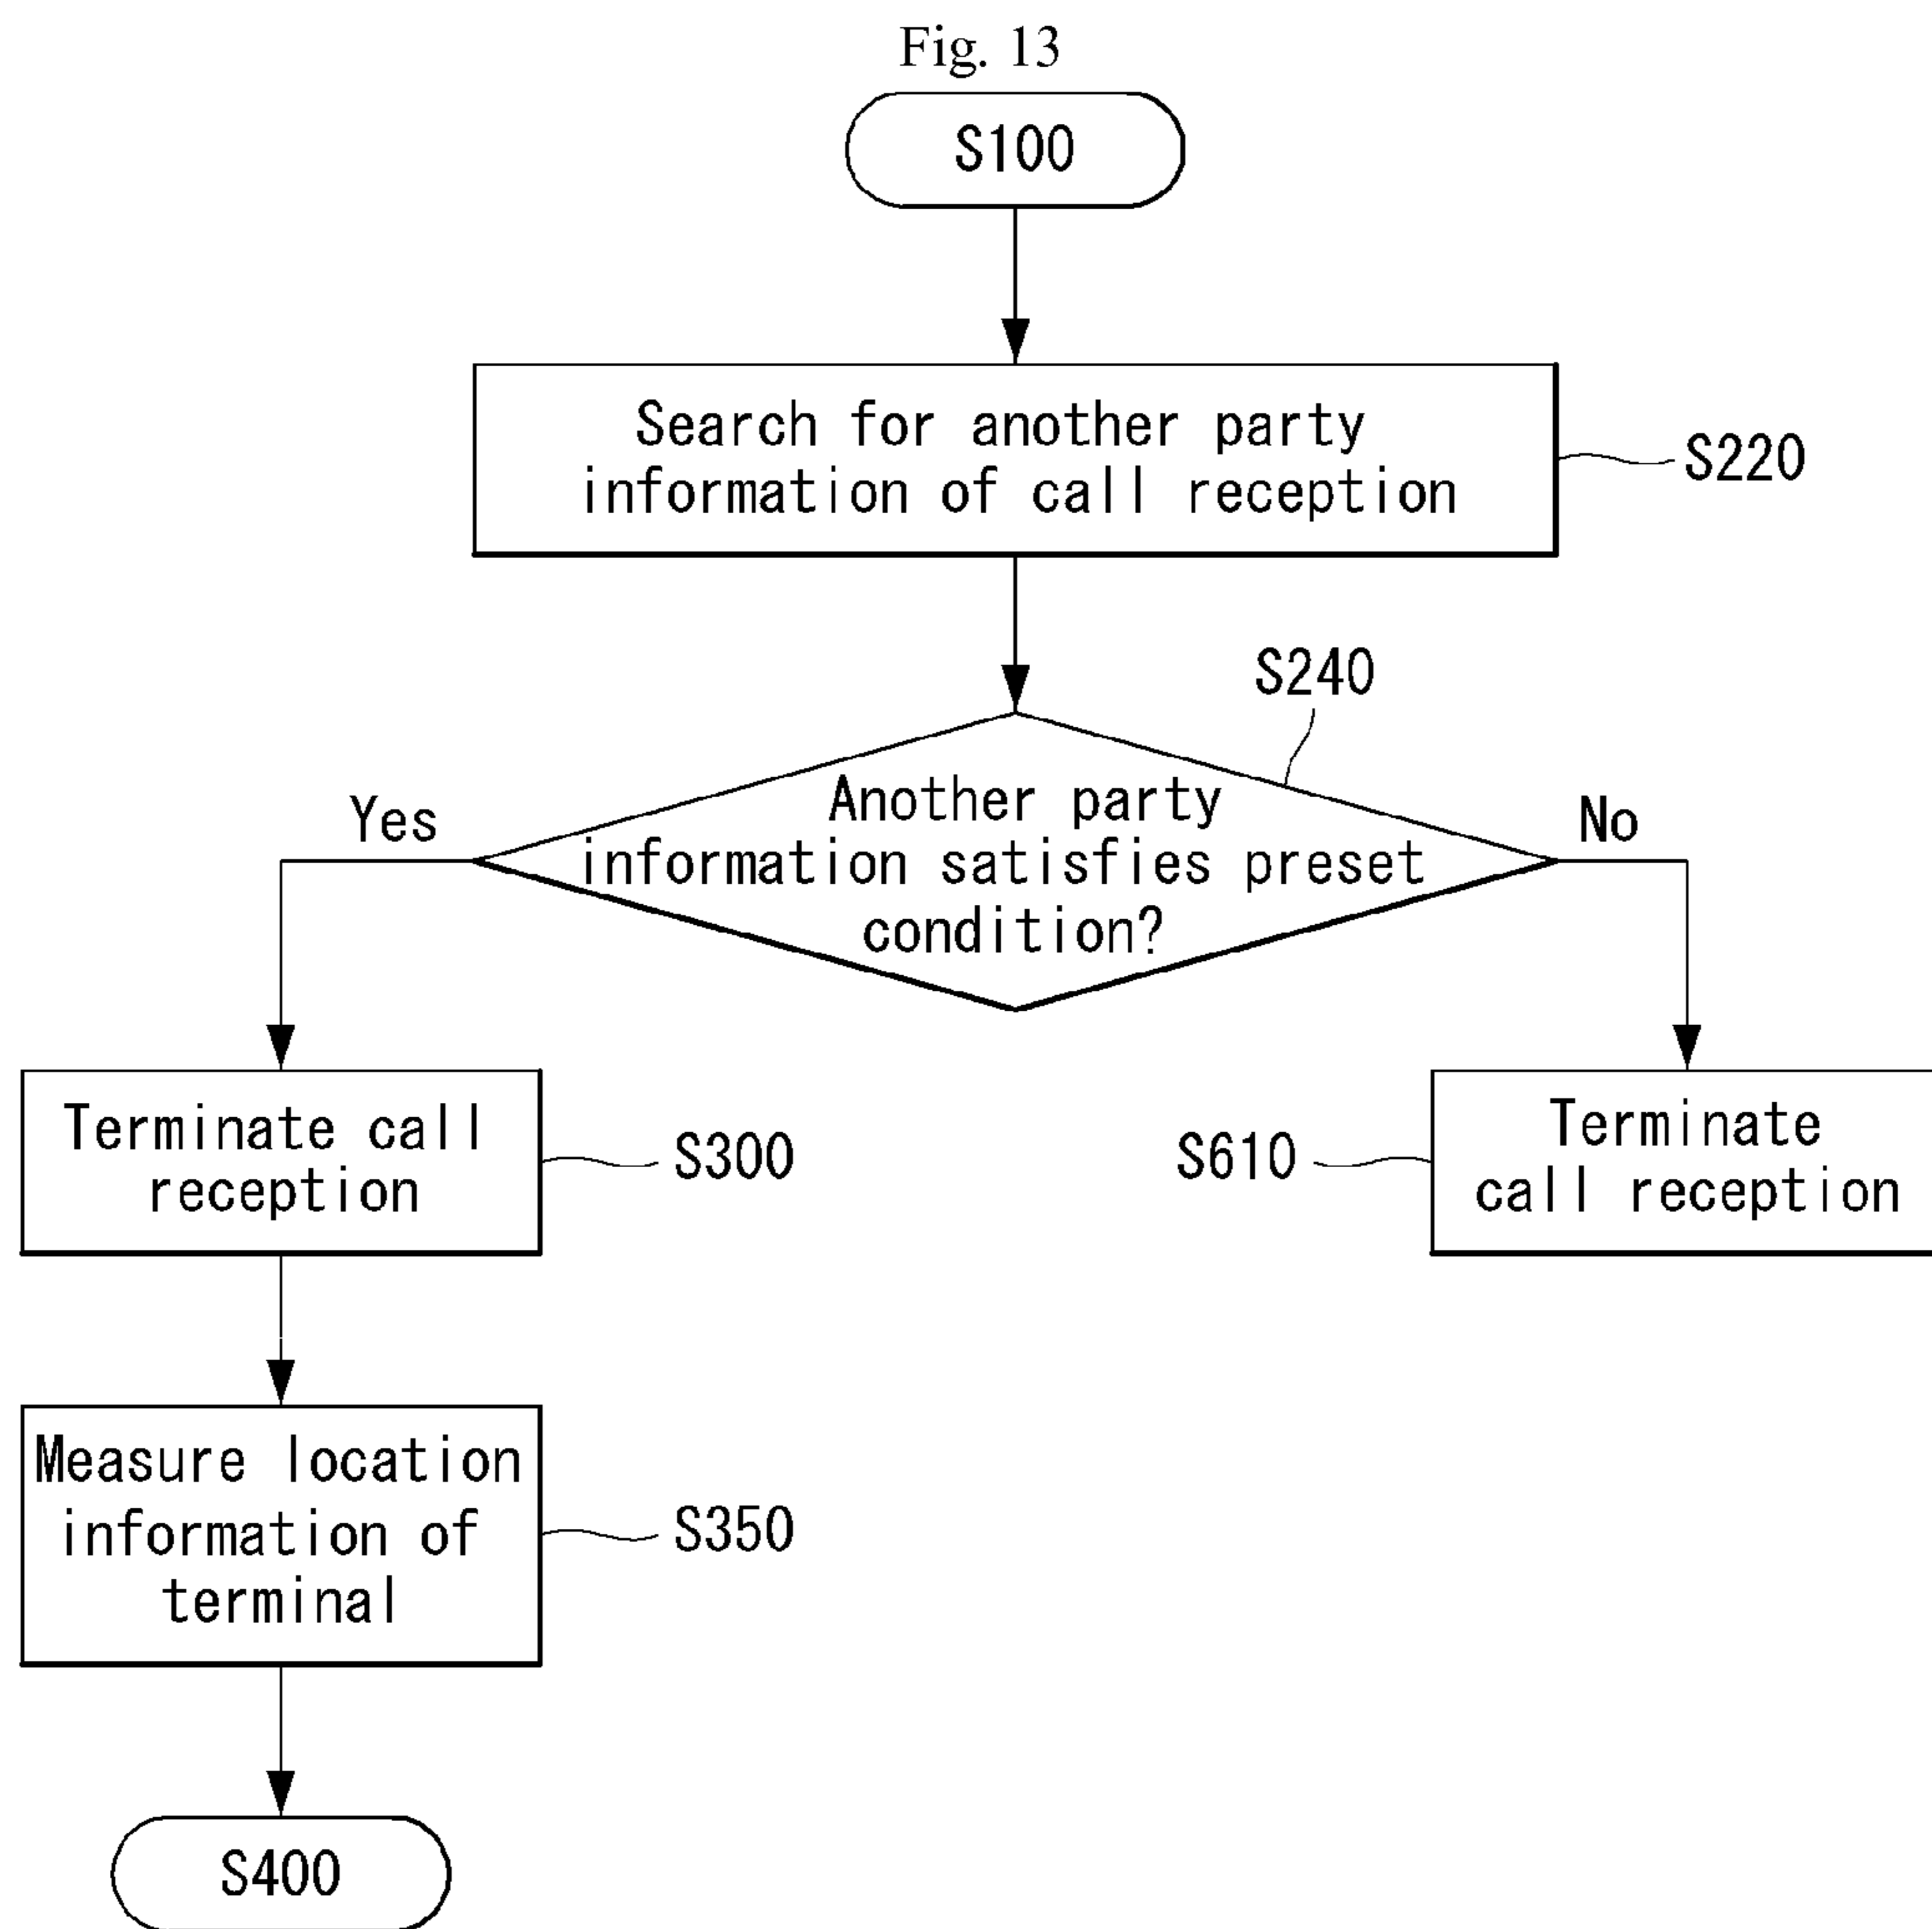 Fig. 13
S100
Search for another party
information of call reception
S220
S240
Another party
information satisfies preset
condition?
Yes
No
Terminate call
reception
S300
S610
Terminate
call reception
Measure location
information of
terminal
S350
S400